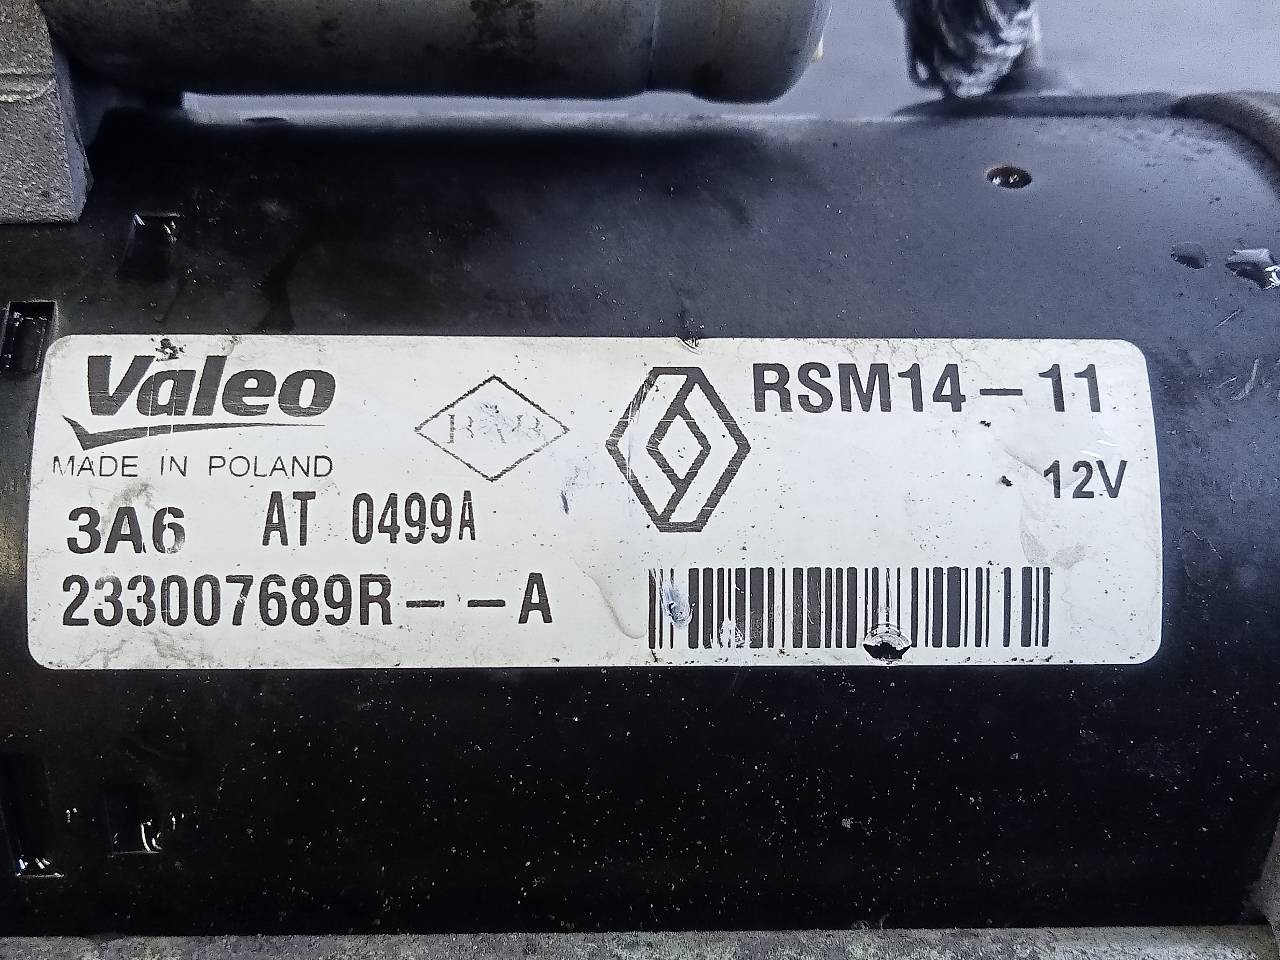 Valeo
MADE IN POLAND
3A6 AT 0499A
233007689R---A
RSM14-11
12V